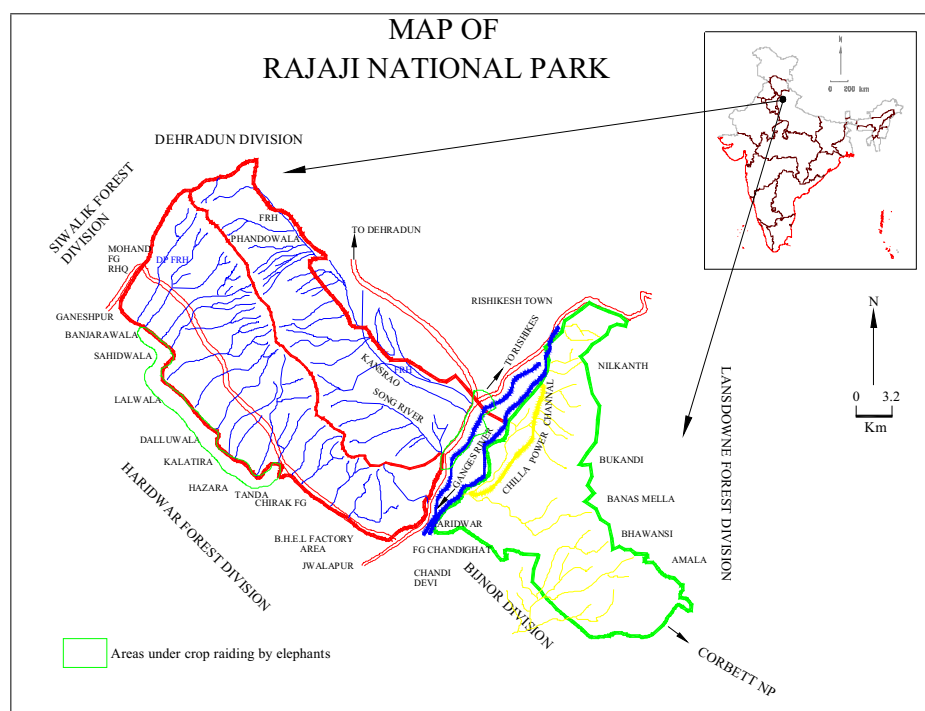 MAP OF
RAJAJI NATIONAL PARK
N
0 200 km
DEHRADUN DIVISION
SIWALIK FOREST
DIVISION
FRH
PHANDOWALA
TO DEHRADUN
MOHAND
FG
RHQ
DP FRH
RISHIKESH TOWN
N
GANESHPUR
BANJARAWALA
SAHIDWALA
TO RISHIKES
KANSRAO
FRH
NILKANTH
LALWALA
SONG RIVER
CHANNAL
0 3.2
Km
LANSDOWNE FOREST DIVISION
DALLUWALA
KALATIRA
GANGES RIVER
CHILLA POWER
BUKANDI
HAZARA
TANDA
CHIRAK FG
BANAS MELLA
HARIDWAR FOREST DIVISION
ARIDWAR
BHAWANSI
B.H.E.L FACTORY
AREA
JWALAPUR
FG CHANDIGHAT
AMALA
CHANDI
DEVI
BIJNOR DIVISION
Areas under crop raiding by elephants
CORBETT NP